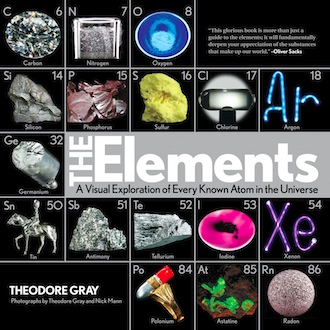 C 6
Carbon
N 7
Nitrogen
O 8
Oxygen
"This glorious book is more than just a
guide to the elements; it will fundamentally
deepen your appreciation of the substances
that make up our world." –Oliver Sacks
Si 14
Silicon
P 15
Phosphorus
S 16
Sulfur
Cl 17
Chlorine
Ar 18
Argon
Ge 32
Germanium
THE Elements
A Visual Exploration of Every Known Atom in the Universe
Sn 50
Tin
Sb 51
Antimony
Te 52
Tellurium
I 53
Iodine
Xe 54
Xenon
THEODORE GRAY
Photographs by Theodore Gray and Nick Mann
Po 84
Polonium
At 85
Astatine
Rn 86
Radon